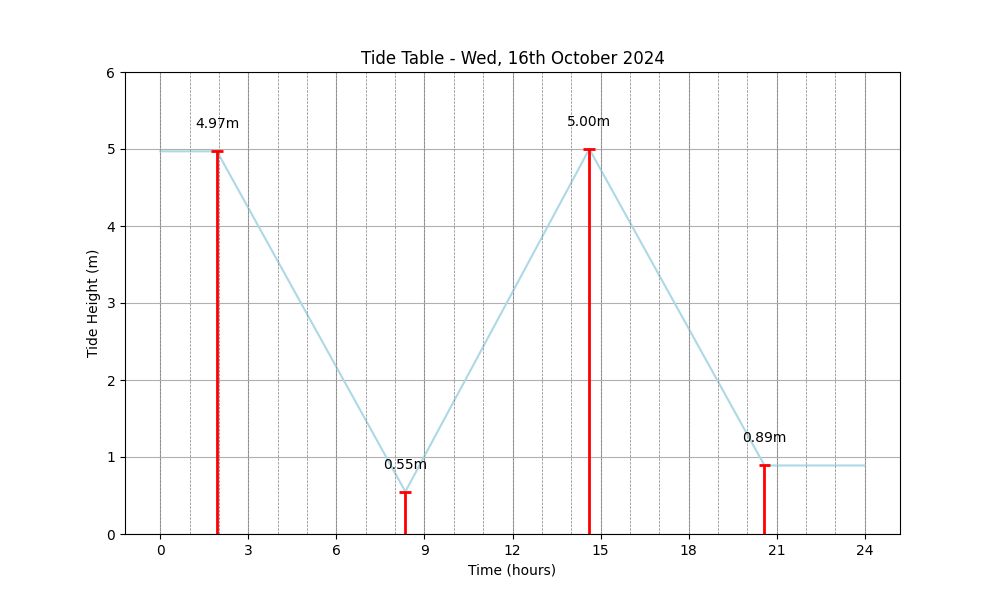 Tide Table - Wed, 16th October 2024
Tide Height (m)
6
5
4
3
2
1
0
4.97m
0.55m
5.00m
0.89m
0 3 6 9 12 15 18 21 24
Time (hours)